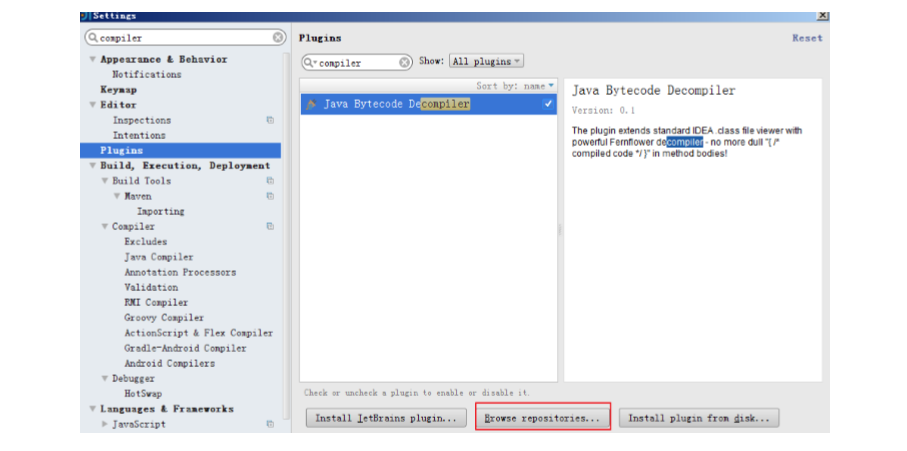 Settings
compiler
Appearance & Behavior
Notifications
Keymap
Editor
Inspections
Intentions
Plugins
Build, Execution, Deployment
Build Tools
Maven
Importing
Compiler
Excludes
Java Compiler
Annotation Processors
Validation
RMI Compiler
Groovy Compiler
ActionScript & Flex Compiler
Gradle-Android Compiler
Android Compilers
Debugger
HotSwap
Languages & Frameworks
JavaScript
Plugins
Reset
compiler
Show: All plugins
Sort by: name
Java Bytecode Decompiler
Java Bytecode Decompiler
Version: 0.1
The plugin extends standard IDEA .class file viewer with
powerful Fernflower decompiler - no more dull "{ /*
compiled code */ }" in method bodies!
Check or uncheck a plugin to enable or disable it.
Install JetBrains plugin...
Browse repositories...
Install plugin from disk...